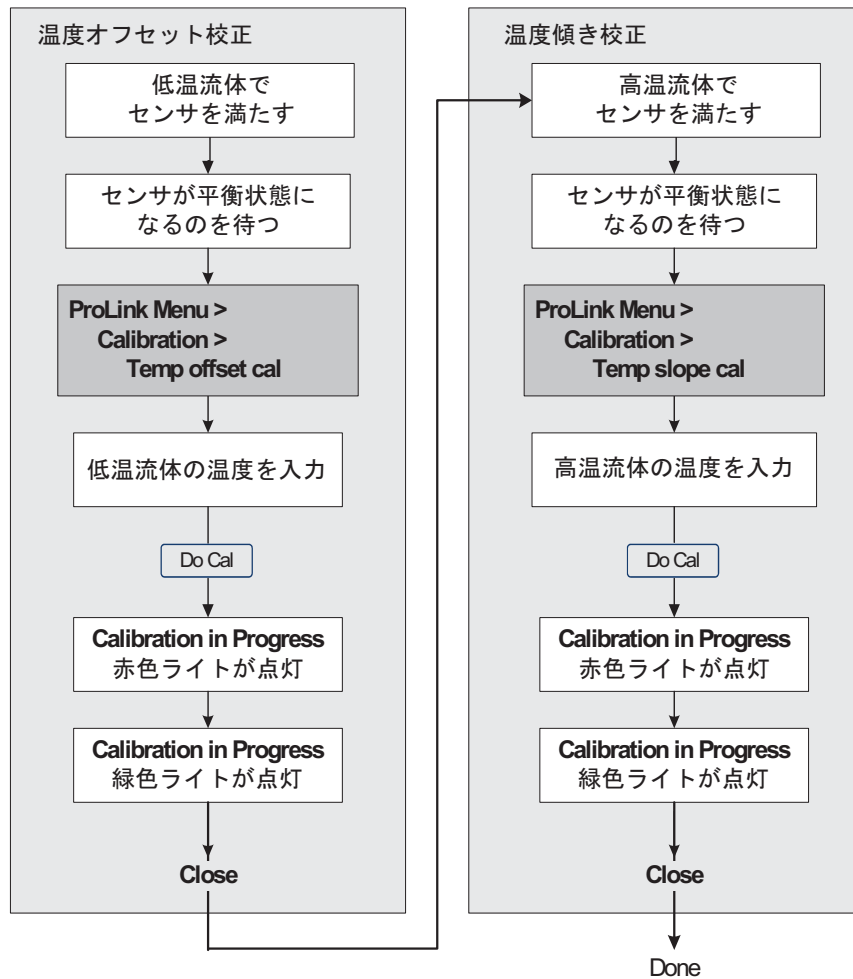 温度オフセット校正
低温流体で
センサを満たす
センサが平衡状態に
なるのを待つ
ProLink Menu >
Calibration >
Temp offset cal
低温流体の温度を入力
Do Cal
Calibration in Progress
赤色ライトが点灯
Calibration in Progress
緑色ライトが点灯
Close
温度傾き校正
高温流体で
センサを満たす
センサが平衡状態に
なるのを待つ
ProLink Menu >
Calibration >
Temp slope cal
高温流体の温度を入力
Do Cal
Calibration in Progress
赤色ライトが点灯
Calibration in Progress
緑色ライトが点灯
Close
Done